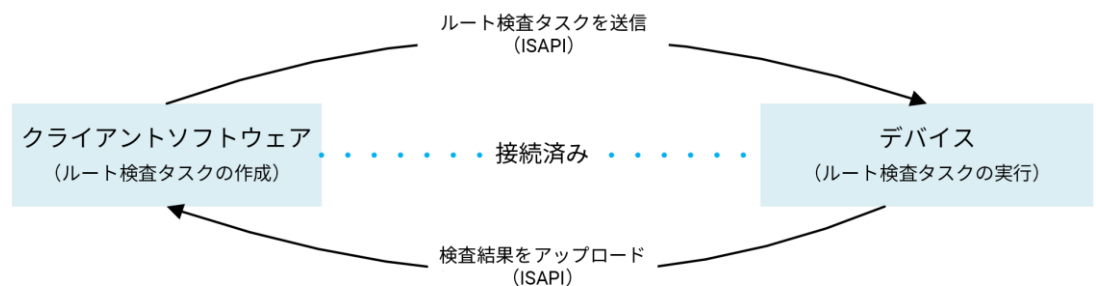 ルート検査タスクを送信
（ISAPI）
クライアントソフトウェア
（ルート検査タスクの作成）
接続済み
デバイス
（ルート検査タスクの実行）
検査結果をアップロード
（ISAPI）